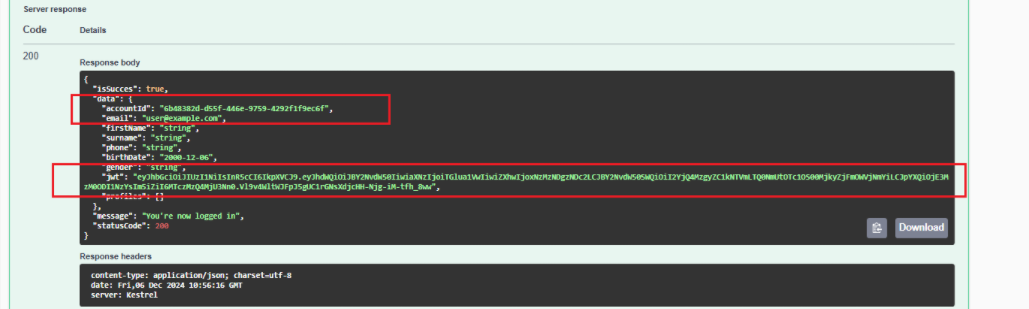 Server response
Code Details
200
Response body
{
"isSucces": true,
"data": {
"accountId": "6b48382d-d55f-446e-9759-4292f1f9ec6f",
"email": "user@example.com",
"firstName": "string",
"surname": "string",
"phone": "string",
"birthDate": "2000-12-06",
"gender": "string",
"jwt":
"profiles": []
},
"message": "You're now logged in",
"statusCode": 200
}
Download
Response headers
content-type: application/json; charset=utf-8
date: Fri,06 Dec 2024 10:56:16 GMT
server: Kestrel